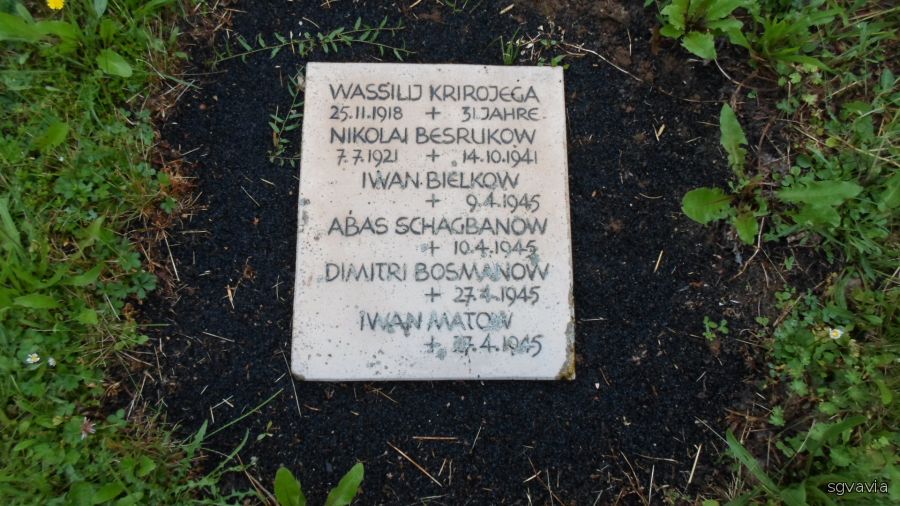 WASSILIJ KRIROJEGA
25.11.1918 + 31 JAHRE
NIKOLAI BESRUKOW
7.7.1921 + 14.10.1941
IWAN BIELKOW
+ 9.4.1945
ABAS SCHAGBANOW
+ 10.4.1945
DIMITRI BOSMANOW
+ 27.4.1945
IWAN MATOW
+ 27.4.1945
sgvavia